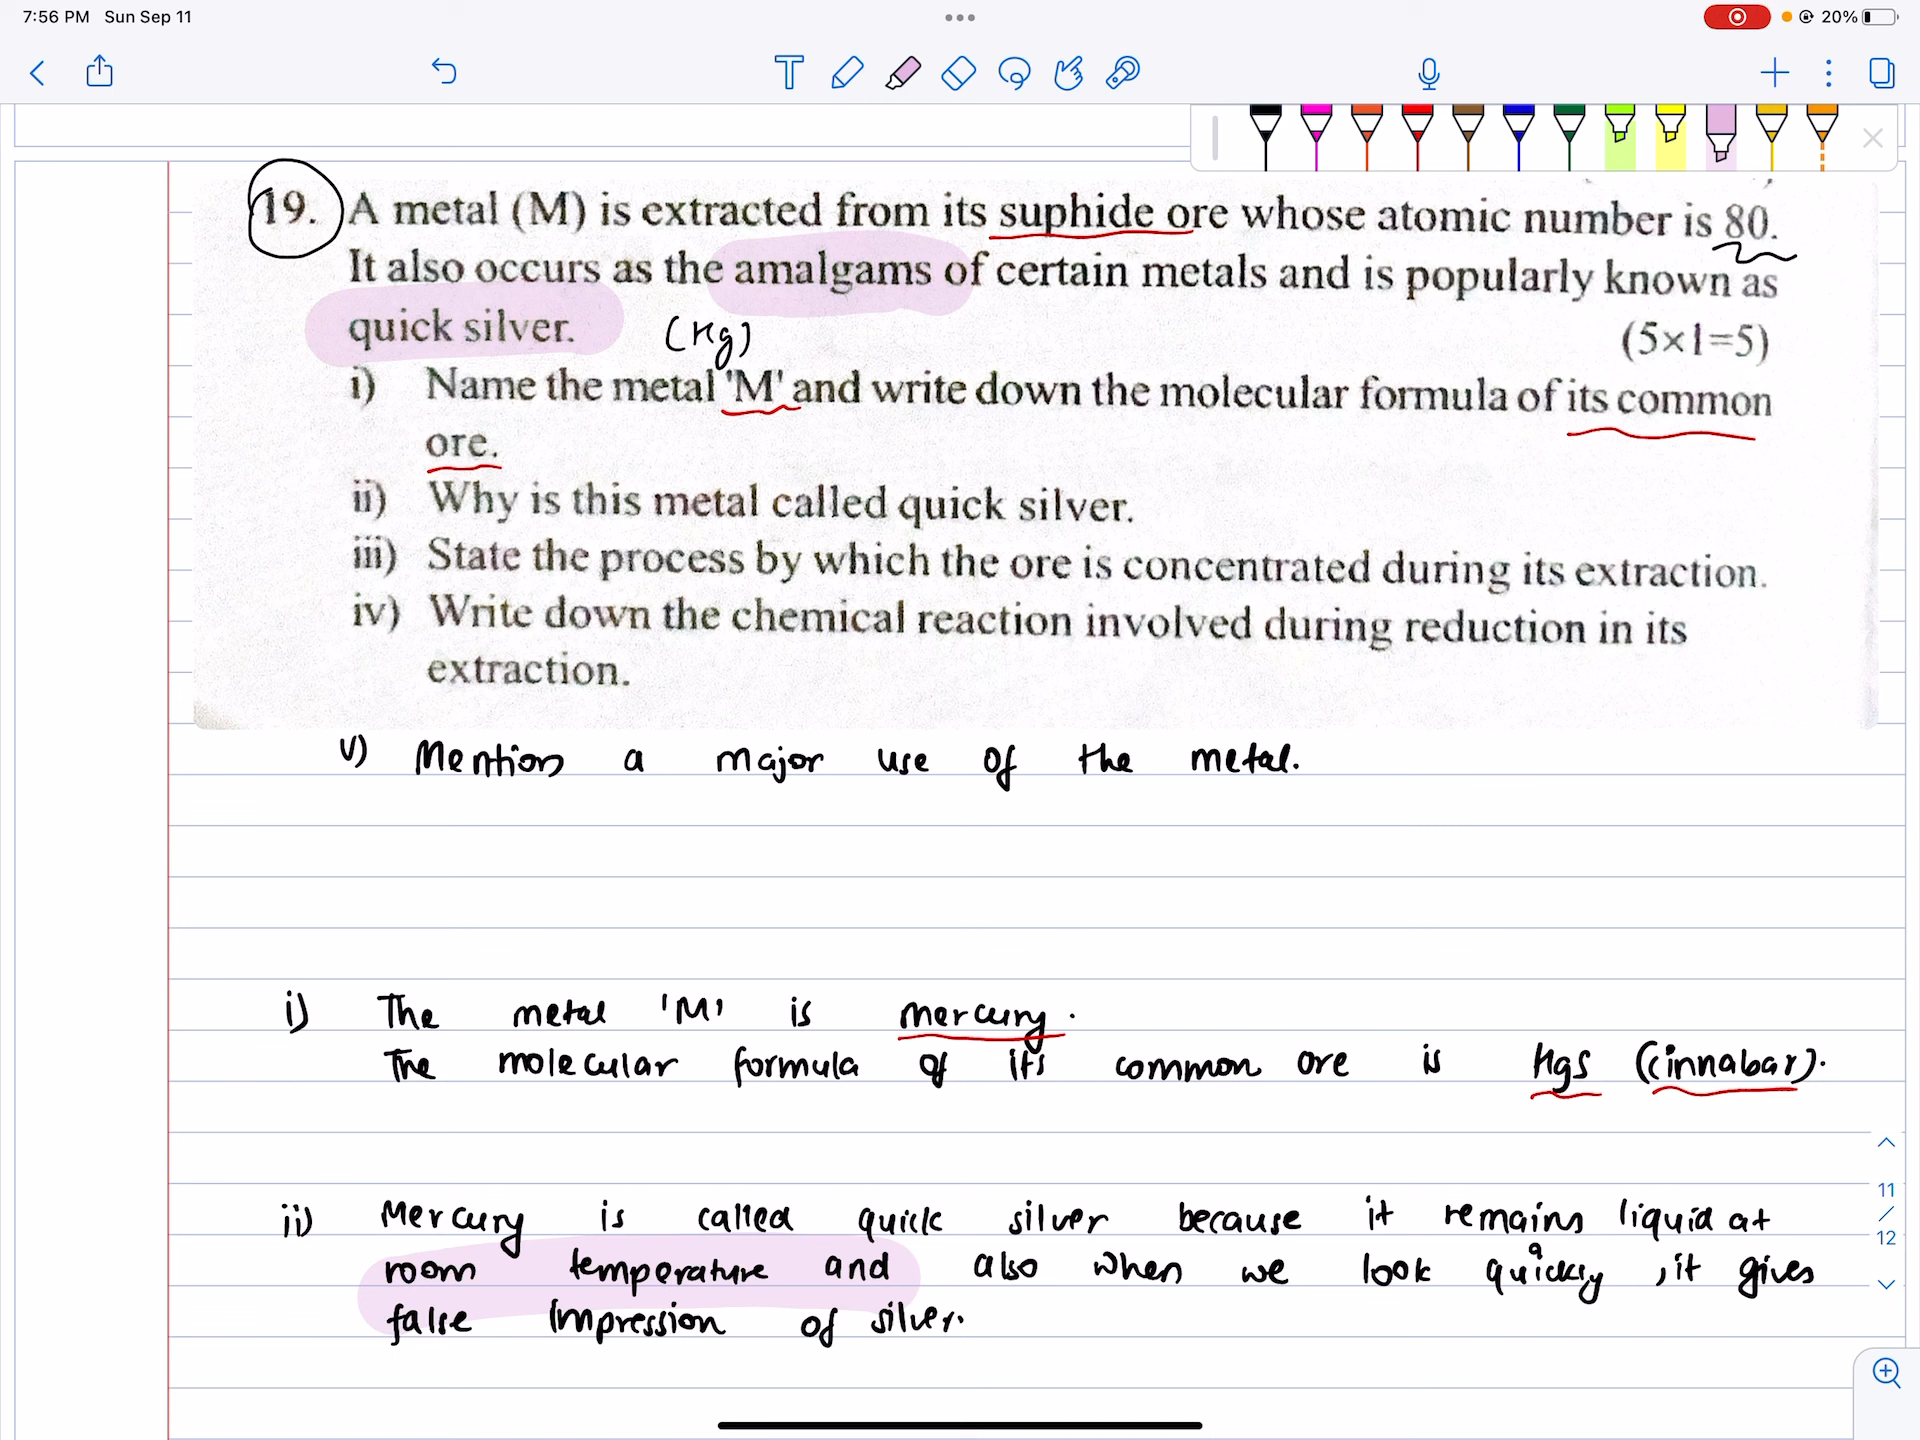 7:56 PM Sun Sep 11
20%
19. A metal (M) is extracted from its suphide ore whose atomic number is 80.
It also occurs as the amalgams of certain metals and is popularly known as
quick silver. (Hg) (5×1=5)
i) Name the metal 'M' and write down the molecular formula of its common
ore.
ii) Why is this metal called quick silver.
iii) State the process by which the ore is concentrated during its extraction.
iv) Write down the chemical reaction involved during reduction in its
extraction.
v) Mention a major use of the metal.
i) The metal 'M' is mercury.
The molecular formula of its common ore is HgS (cinnabar).
ii) Mercury is called quick silver because it remains liquid at
room temperature and also when we look quickly, it gives
false impression of silver.
11
/
12